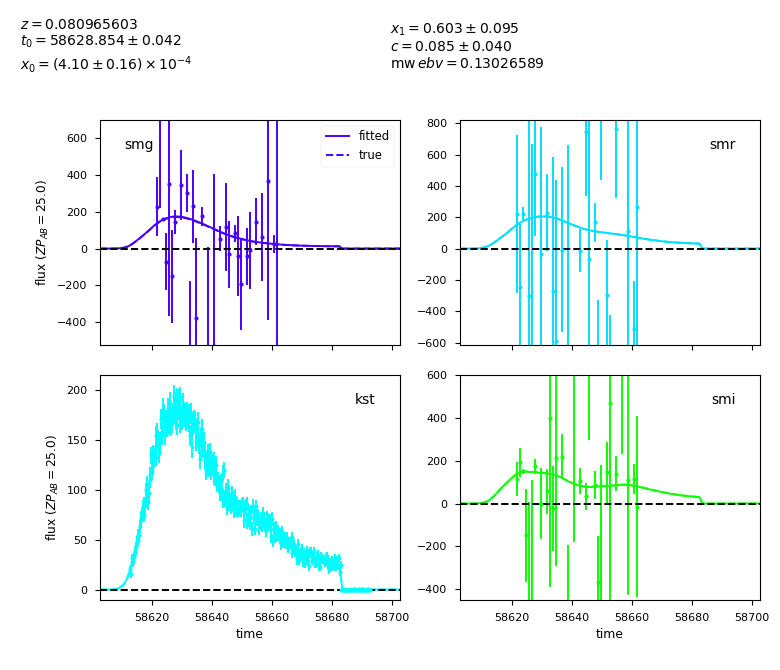 z = 0.080965603
t₀ = 58628.854 ± 0.042
x₀ = (4.10 ± 0.16) × 10⁻⁴
x₁ = 0.603 ± 0.095
c = 0.085 ± 0.040
mw ebv = 0.13026589
smg
fitted
true
600
400
200
0
−200
−400
flux (ZP_AB = 25.0)
smr
800
600
400
200
0
−200
−400
−600
kst
200
150
100
50
0
flux (ZP_AB = 25.0)
58620 58640 58660 58680 58700
time
smi
600
400
200
0
−200
−400
58620 58640 58660 58680 58700
time